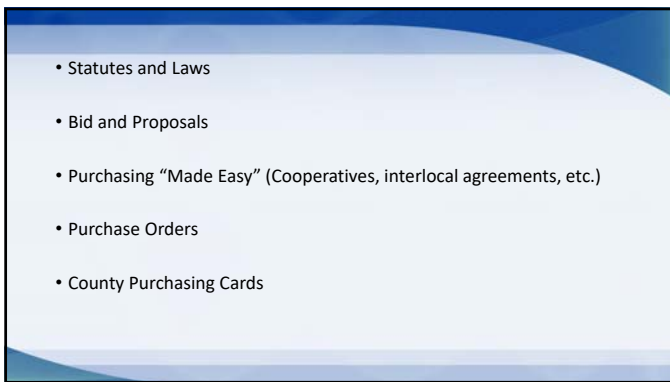 • Statutes and Laws
• Bid and Proposals
• Purchasing “Made Easy” (Cooperatives, interlocal agreements, etc.)
• Purchase Orders
• County Purchasing Cards